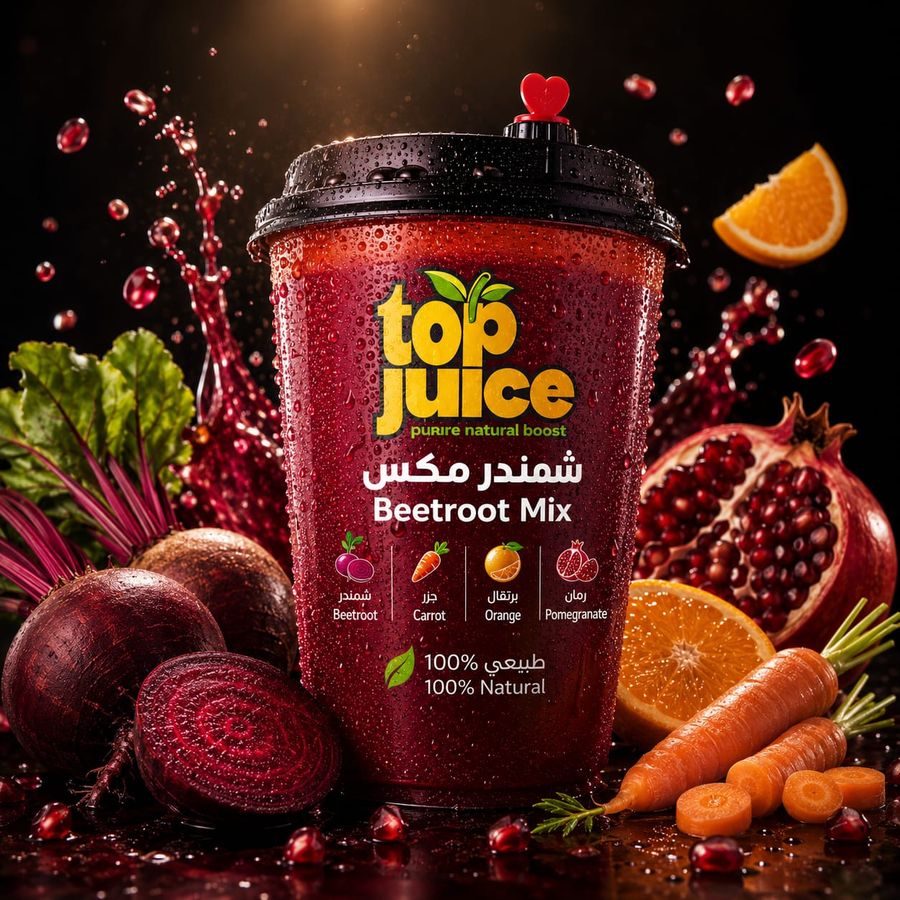 top
juice
purıre natural boost
شمندر مكس
Beetroot Mix
شمندر جزر برتقال رمان
Beetroot Carrot Orange Pomegranate
100% طبيعي
100% Natural